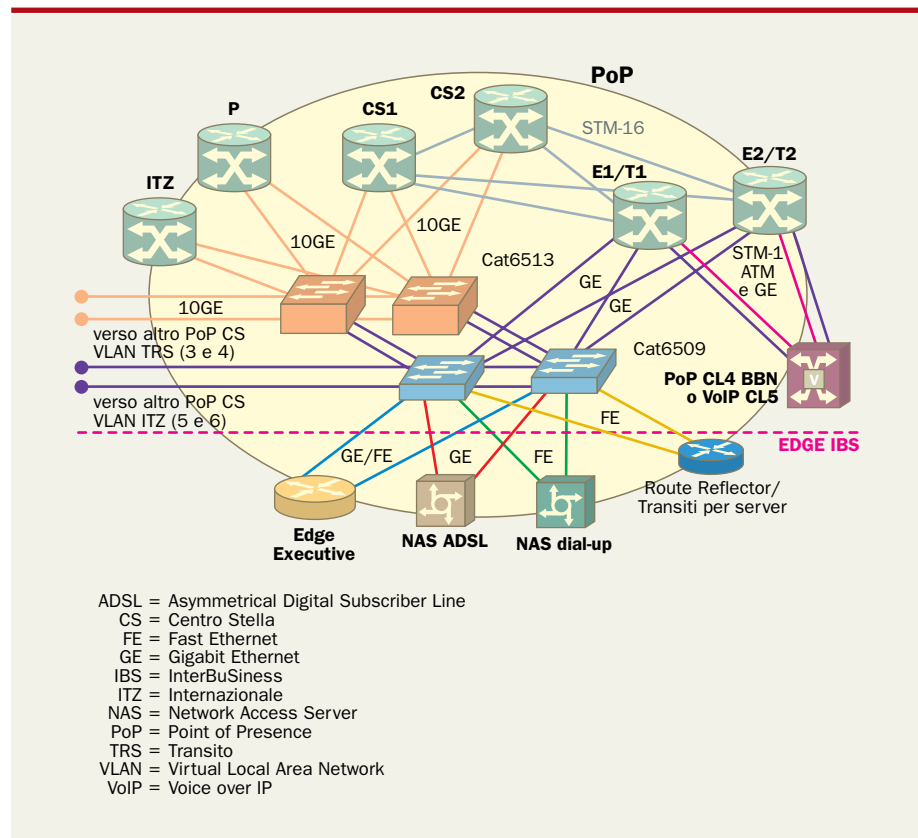 PoP
CS2
P
CS1
STM-16
E2/T2
ITZ
E1/T1
10GE
10GE
Cat6513
STM-1
ATM
e GE
GE
GE
10GE
verso altro PoP CS
VLAN TRS (3 e 4)
Cat6509
PoP CL4 BBN
o VoIP CL5
V
verso altro PoP CS
VLAN ITZ (5 e 6)
FE
EDGE IBS
GE/FE
GE
FE
Route Reflector/
Transiti per server
Edge
Executive
NAS ADSL
NAS dial-up
ADSL = Asymmetrical Digital Subscriber Line
CS = Centro Stella
FE = Fast Ethernet
GE = Gigabit Ethernet
IBS = InterBuSiness
ITZ = Internazionale
NAS = Network Access Server
PoP = Point of Presence
TRS = Transito
VLAN = Virtual Local Area Network
VoIP = Voice over IP